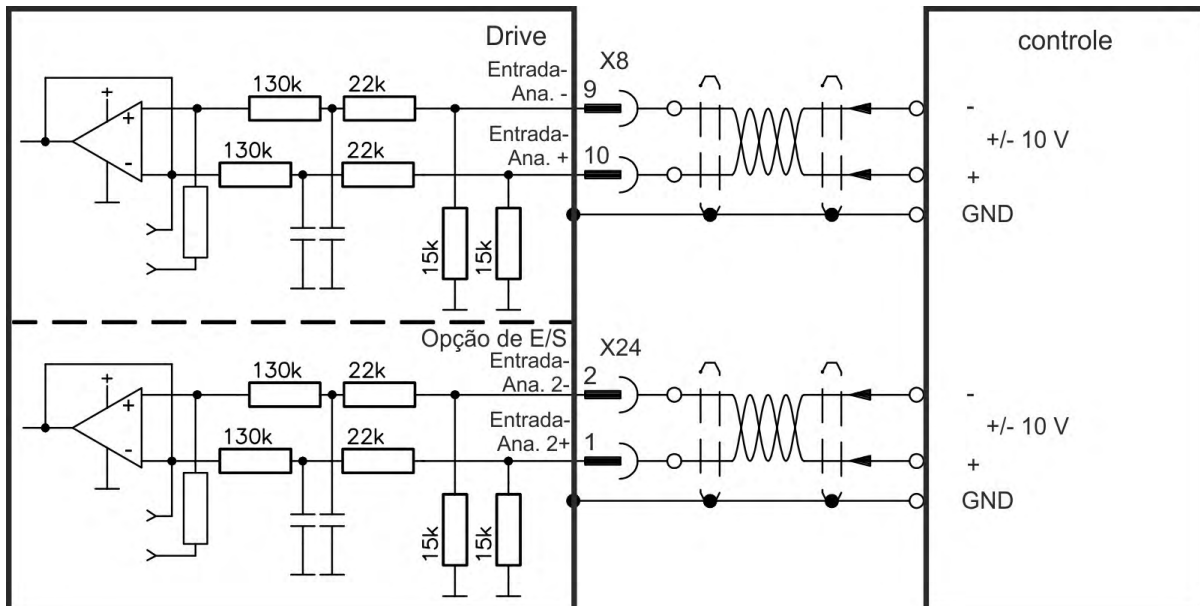 Drive
X8
controle
Entrada-
Ana. -
9
130k
22k
-
+
+
Entrada-
Ana. +
10
+/- 10 V
-
130k
22k
+
GND
15k
15k
Opção de E/S
X24
Entrada-
Ana. 2-
2
130k
22k
-
+
+
Entrada-
Ana. 2+
1
+/- 10 V
-
130k
22k
+
GND
15k
15k